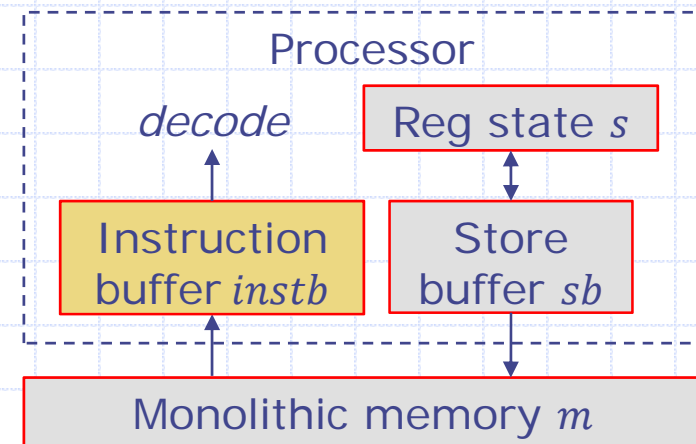 Processor
decode
Reg state s
Instruction
buffer instb
Store
buffer sb
Monolithic memory m